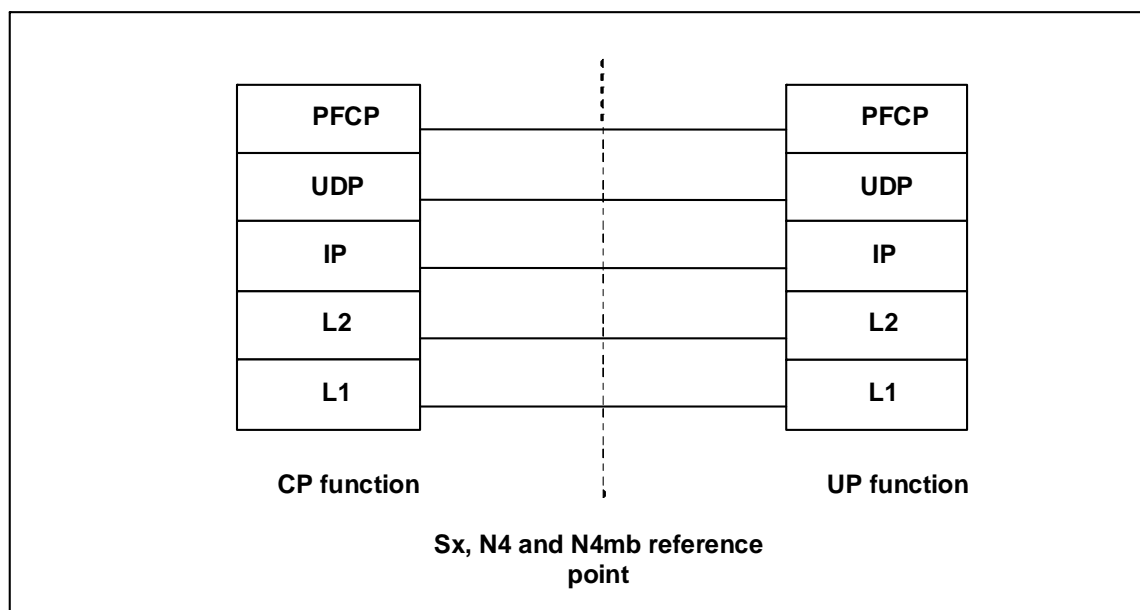 PFCP PFCP
UDP UDP
IP IP
L2 L2
L1 L1
CP function UP function
Sx, N4 and N4mb reference
point